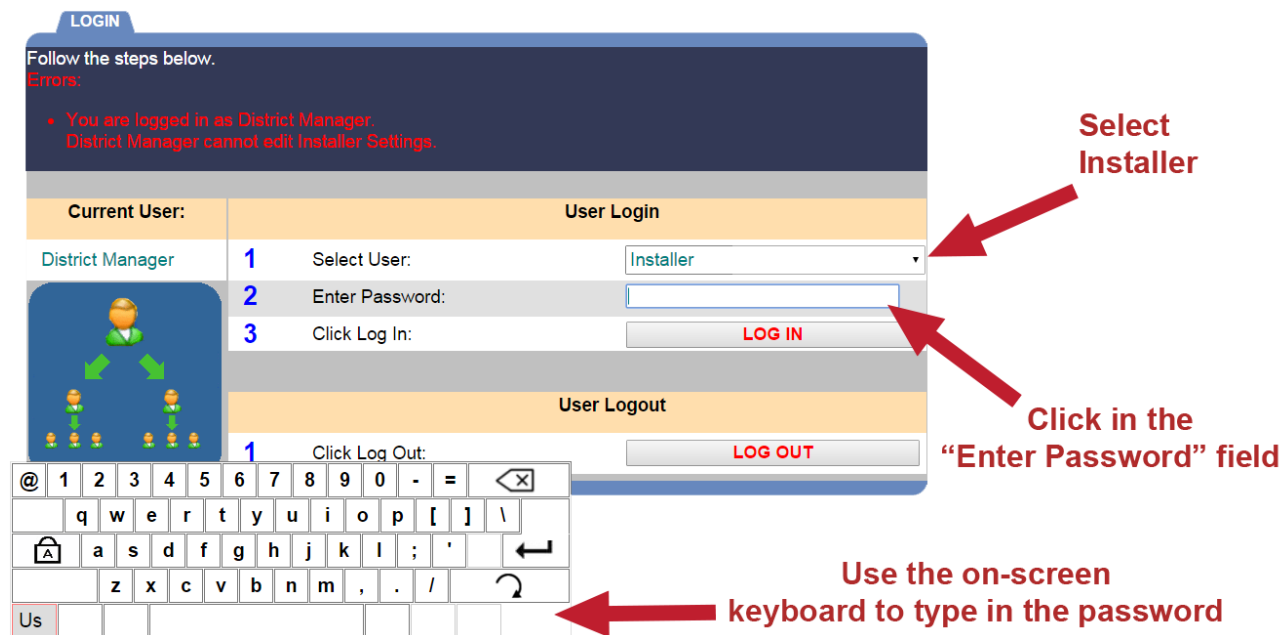 LOGIN
Follow the steps below.
Errors:
• You are logged in as District Manager.
District Manager cannot edit Installer Settings.
Select
Installer
Current User:
User Login
District Manager
1 Select User: Installer
2 Enter Password:
3 Click Log In: LOG IN
Click in the
“Enter Password” field
User Logout
1 Click Log Out: LOG OUT
@ 1 2 3 4 5 6 7 8 9 0 - =
q w e r t y u i o p [ ] \
A a s d f g h j k l ; '
z x c v b n m , . /
Us
Use the on-screen
keyboard to type in the password